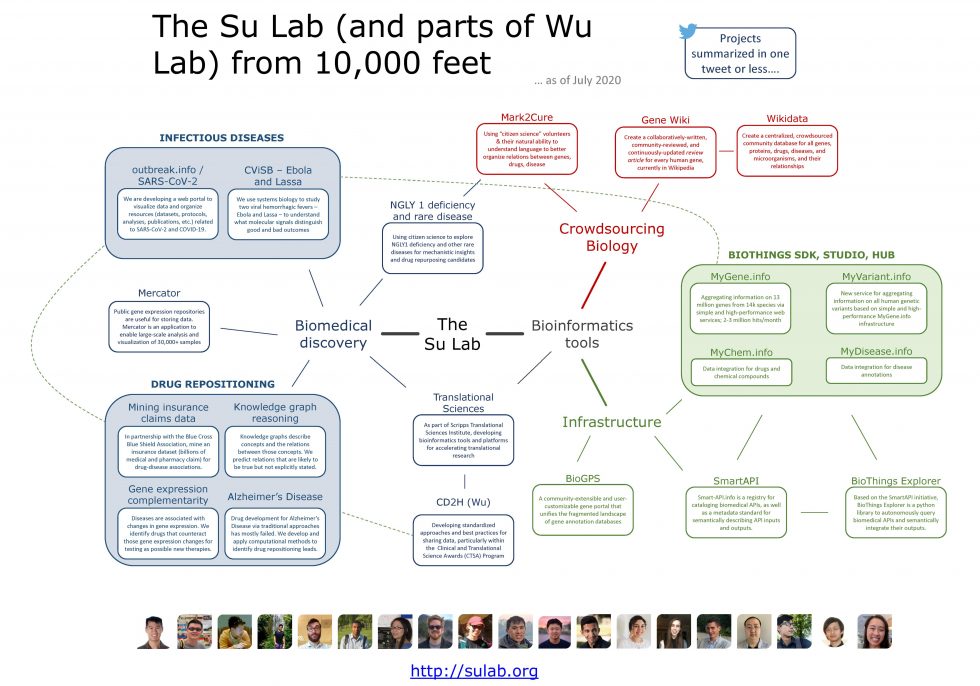 The Su Lab (and parts of Wu
Lab) from 10,000 feet
... as of July 2020
Projects
summarized in one
tweet or less....
INFECTIOUS DISEASES
outbreak.info /
SARS-CoV-2
We are developing a web portal to
visualize data and organize
resources (datasets, protocols,
analyses, publications, etc.) related
to SARS-CoV-2 and COVID-19.
CViSB – Ebola
and Lassa
We use systems biology to study
two viral hemorrhagic fevers –
Ebola and Lassa – to understand
what molecular signals distinguish
good and bad outcomes
Mark2Cure
Using "citizen science" volunteers
& their natural ability to
understand language to better
organize relations between genes,
drugs, disease
Gene Wiki
Create a collaboratively-written,
community-reviewed, and
continuously-updated review
article for every human gene,
currently in Wikipedia
Wikidata
Create a centralized, crowdsourced
community database for all genes,
proteins, drugs, diseases, and
microorganisms, and their
relationships
NGLY 1 deficiency
and rare disease
Using citizen science to explore
NGLY1 deficiency and other rare
diseases for mechanistic insights
and drug repurposing candidates
Crowdsourcing
Biology
BIOTHINGS SDK, STUDIO, HUB
MyGene.info
Aggregating information on 13
million genes from 14k species via
simple and high-performance web
services; 2-3 million hits/month
MyVariant.info
New service for aggregating
information on all human genetic
variants based on simple and high-
performance MyGene.info
infrastructure
MyChem.info
Data integration for drugs and
chemical compounds
MyDisease.info
Data integration for disease
annotations
Mercator
Public gene expression repositories
are useful for storing data.
Mercator is an application to
enable large-scale analysis and
visualization of 30,000+ samples
Biomedical
discovery
The
Su Lab
Bioinformatics
tools
DRUG REPOSITIONING
Mining insurance
claims data
In partnership with the Blue Cross
Blue Shield Association, mine an
insurance dataset (billions of
medical and pharmacy claim) for
drug-disease associations.
Knowledge graph
reasoning
Knowledge graphs describe
concepts and the relations
between those concepts. We
predict relations that are likely to
be true but not explicitly stated.
Gene expression
complementarity
Diseases are associated with
changes in gene expression. We
identify drugs that counteract
those gene expression changes for
testing as possible new therapies.
Alzheimer's Disease
Drug development for Alzheimer's
Disease via traditional approaches
has mostly failed. We develop and
apply computational methods to
identify drug repositioning leads.
Translational
Sciences
As part of Scripps Translational
Sciences Institute, developing
bioinformatics tools and platforms
for accelerating translational
research
CD2H (Wu)
Developing standardized
approaches and best practices for
sharing data, particularly within
the Clinical and Translational
Science Awards (CTSA) Program
Infrastructure
BioGPS
A community-extensible and user-
customizable gene portal that
unifies the fragmented landscape
of gene annotation databases
SmartAPI
Smart-API.info is a registry for
cataloging biomedical APIs, as well
as a metadata standard for
semantically describing API inputs
and outputs.
BioThings Explorer
Based on the SmartAPI initiative,
BioThings Explorer is a python
library to autonomously query
biomedical APIs and semantically
integrate their outputs.
http://sulab.org